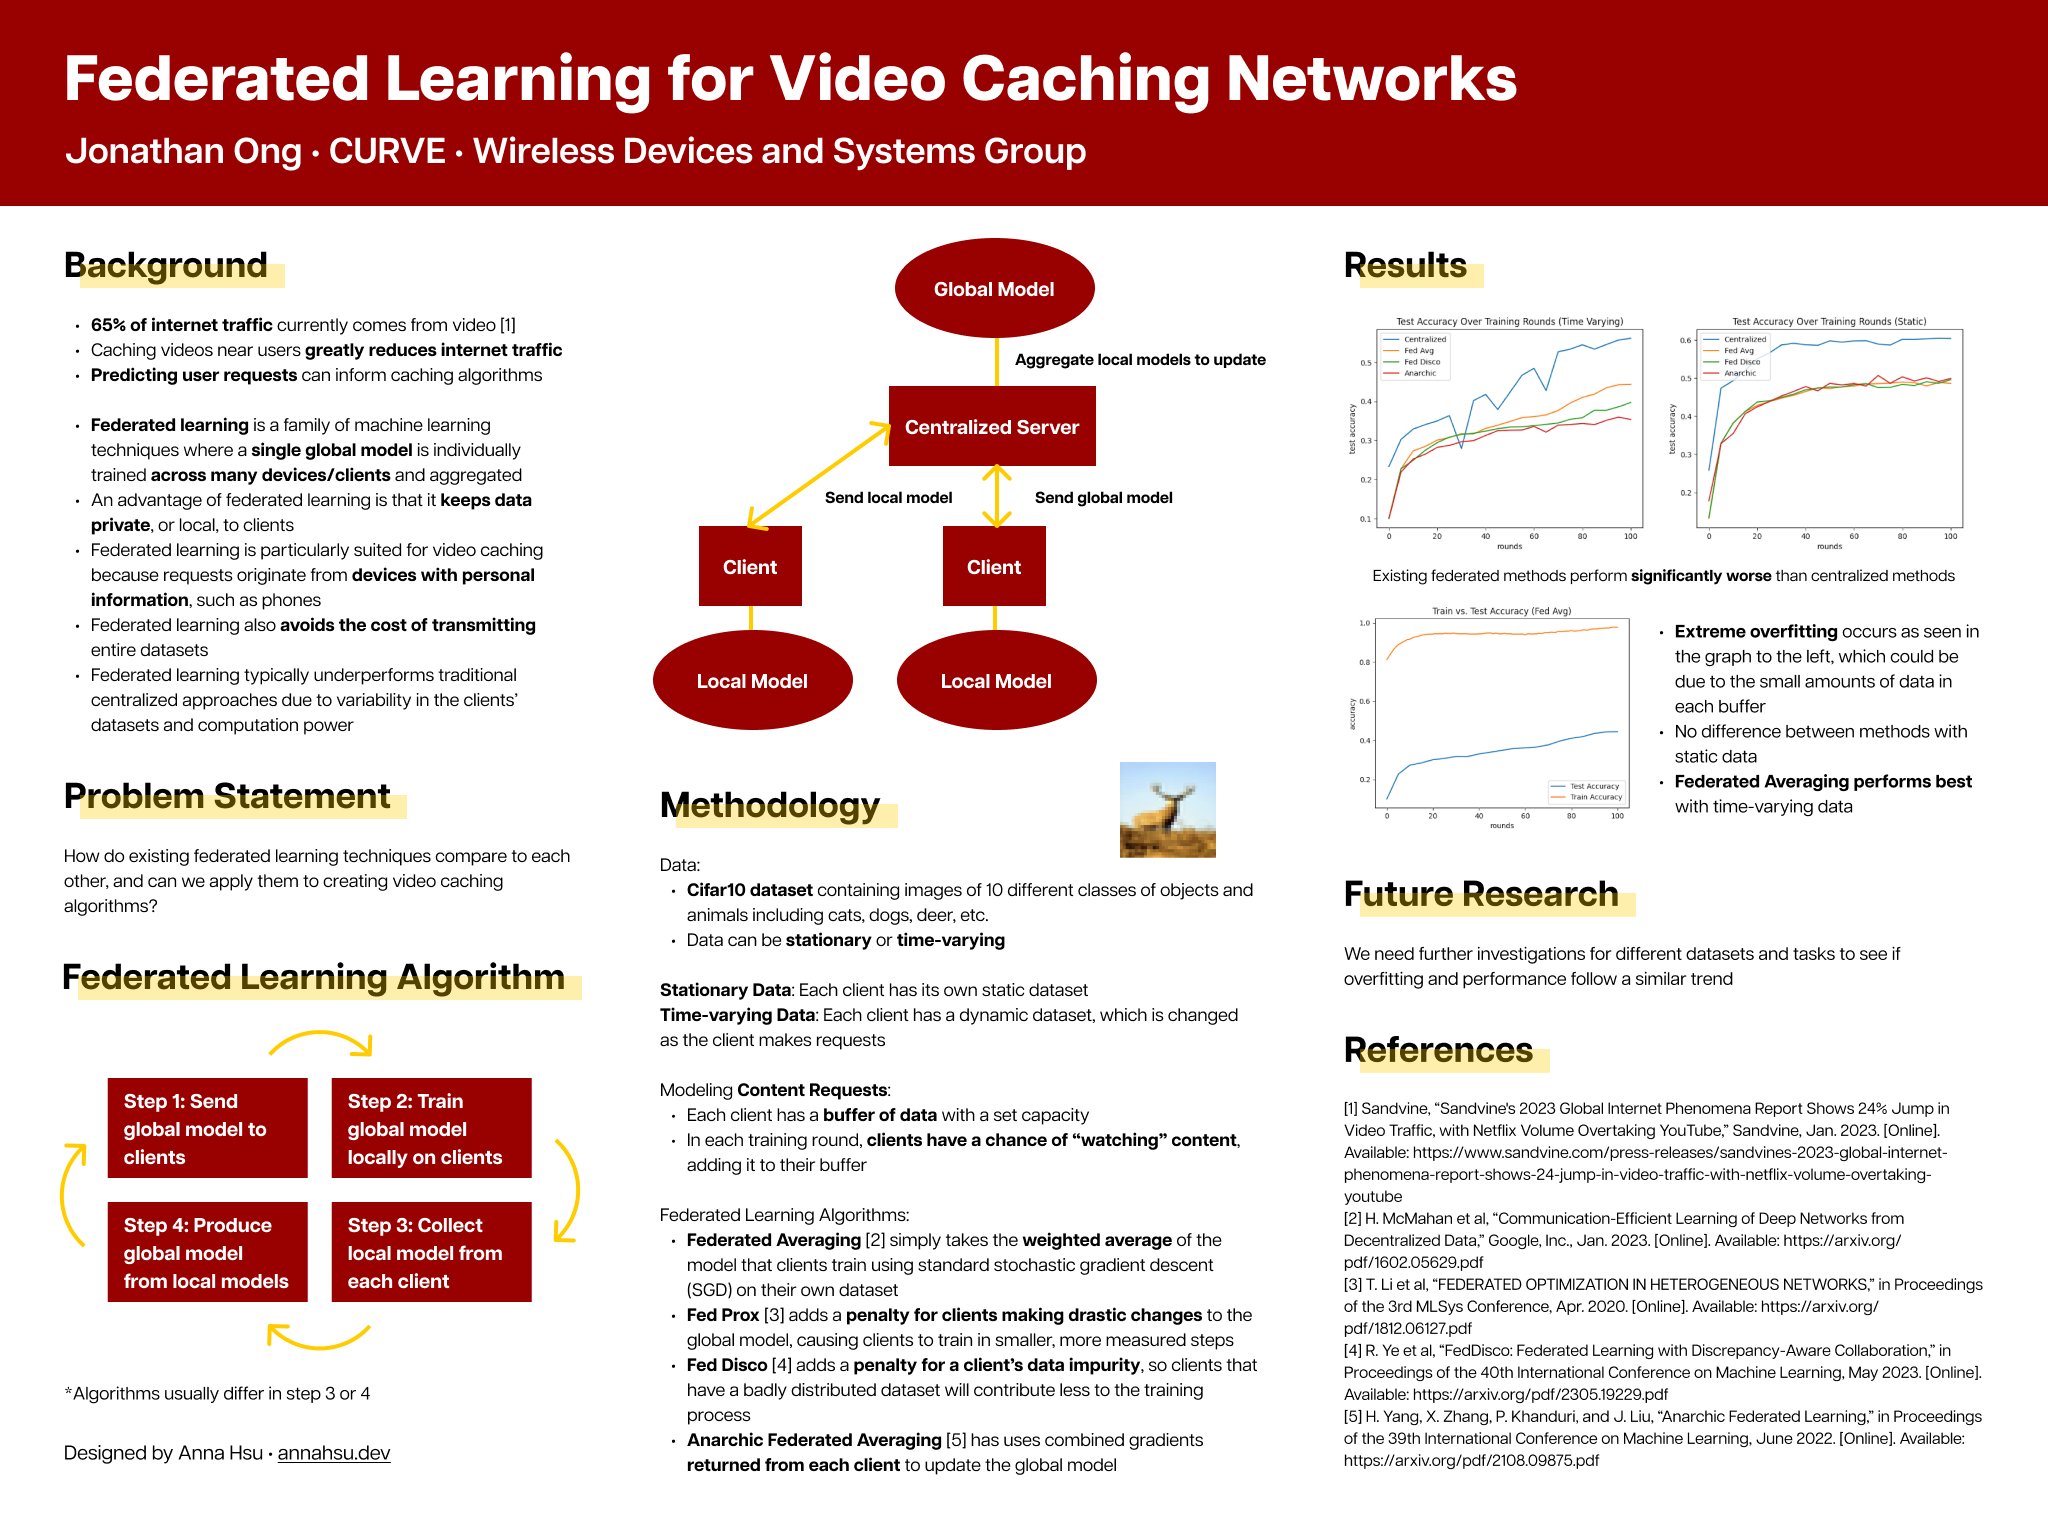 Federated Learning for Video Caching Networks
Jonathan Ong · CURVE · Wireless Devices and Systems Group
Background
• 65% of internet traffic currently comes from video [1]
• Caching videos near users greatly reduces internet traffic
• Predicting user requests can inform caching algorithms
• Federated learning is a family of machine learning
techniques where a single global model is individually
trained across many devices/clients and aggregated
• An advantage of federated learning is that it keeps data
private, or local, to clients
• Federated learning is particularly suited for video caching
because requests originate from devices with personal
information, such as phones
• Federated learning also avoids the cost of transmitting
entire datasets
• Federated learning typically underperforms traditional
centralized approaches due to variability in the clients’
datasets and computation power
Problem Statement
How do existing federated learning techniques compare to each
other, and can we apply them to creating video caching
algorithms?
Federated Learning Algorithm
Step 1: Send
global model to
clients
Step 2: Train
global model
locally on clients
Step 4: Produce
global model
from local models
Step 3: Collect
local model from
each client
*Algorithms usually differ in step 3 or 4
Designed by Anna Hsu · annahsu.dev
Global Model
Aggregate local models to update
Centralized Server
Send local model
Send global model
Client
Client
Local Model
Local Model
Methodology
Data:
• Cifar10 dataset containing images of 10 different classes of objects and
animals including cats, dogs, deer, etc.
• Data can be stationary or time-varying
Stationary Data: Each client has its own static dataset
Time-varying Data: Each client has a dynamic dataset, which is changed
as the client makes requests
Modeling Content Requests:
• Each client has a buffer of data with a set capacity
• In each training round, clients have a chance of “watching” content,
adding it to their buffer
Federated Learning Algorithms:
• Federated Averaging [2] simply takes the weighted average of the
model that clients train using standard stochastic gradient descent
(SGD) on their own dataset
• Fed Prox [3] adds a penalty for clients making drastic changes to the
global model, causing clients to train in smaller, more measured steps
• Fed Disco [4] adds a penalty for a client’s data impurity, so clients that
have a badly distributed dataset will contribute less to the training
process
• Anarchic Federated Averaging [5] has uses combined gradients
returned from each client to update the global model
Results
Test Accuracy Over Training Rounds (Time Varying)
Centralized
Fed Avg
Fed Disco
Anarchic
test accuracy
0.5
0.4
0.3
0.2
0.1
0 20 40 60 80 100
rounds
Test Accuracy Over Training Rounds (Static)
Centralized
Fed Avg
Fed Disco
Anarchic
test accuracy
0.6
0.5
0.4
0.3
0.2
0 20 40 60 80 100
rounds
Existing federated methods perform significantly worse than centralized methods
Train vs. Test Accuracy (Fed Avg)
accuracy
1.0
0.8
0.6
0.4
0.2
Test Accuracy
Train Accuracy
0 20 40 60 80 100
rounds
• Extreme overfitting occurs as seen in
the graph to the left, which could be
due to the small amounts of data in
each buffer
• No difference between methods with
static data
• Federated Averaging performs best
with time-varying data
Future Research
We need further investigations for different datasets and tasks to see if
overfitting and performance follow a similar trend
References
[1] Sandvine, “Sandvine's 2023 Global Internet Phenomena Report Shows 24% Jump in
Video Traffic, with Netflix Volume Overtaking YouTube,” Sandvine, Jan. 2023. [Online].
Available: https://www.sandvine.com/press-releases/sandvines-2023-global-internet-
phenomena-report-shows-24-jump-in-video-traffic-with-netflix-volume-overtaking-
youtube
[2] H. McMahan et al, “Communication-Efficient Learning of Deep Networks from
Decentralized Data,” Google, Inc., Jan. 2023. [Online]. Available: https://arxiv.org/
pdf/1602.05629.pdf
[3] T. Li et al, “FEDERATED OPTIMIZATION IN HETEROGENEOUS NETWORKS,” in Proceedings
of the 3rd MLSys Conference, Apr. 2020. [Online]. Available: https://arxiv.org/
pdf/1812.06127.pdf
[4] R. Ye et al, “FedDisco: Federated Learning with Discrepancy-Aware Collaboration,” in
Proceedings of the 40th International Conference on Machine Learning, May 2023. [Online].
Available: https://arxiv.org/pdf/2305.19229.pdf
[5] H. Yang, X. Zhang, P. Khanduri, and J. Liu, “Anarchic Federated Learning,” in Proceedings
of the 39th International Conference on Machine Learning, June 2022. [Online]. Available:
https://arxiv.org/pdf/2108.09875.pdf